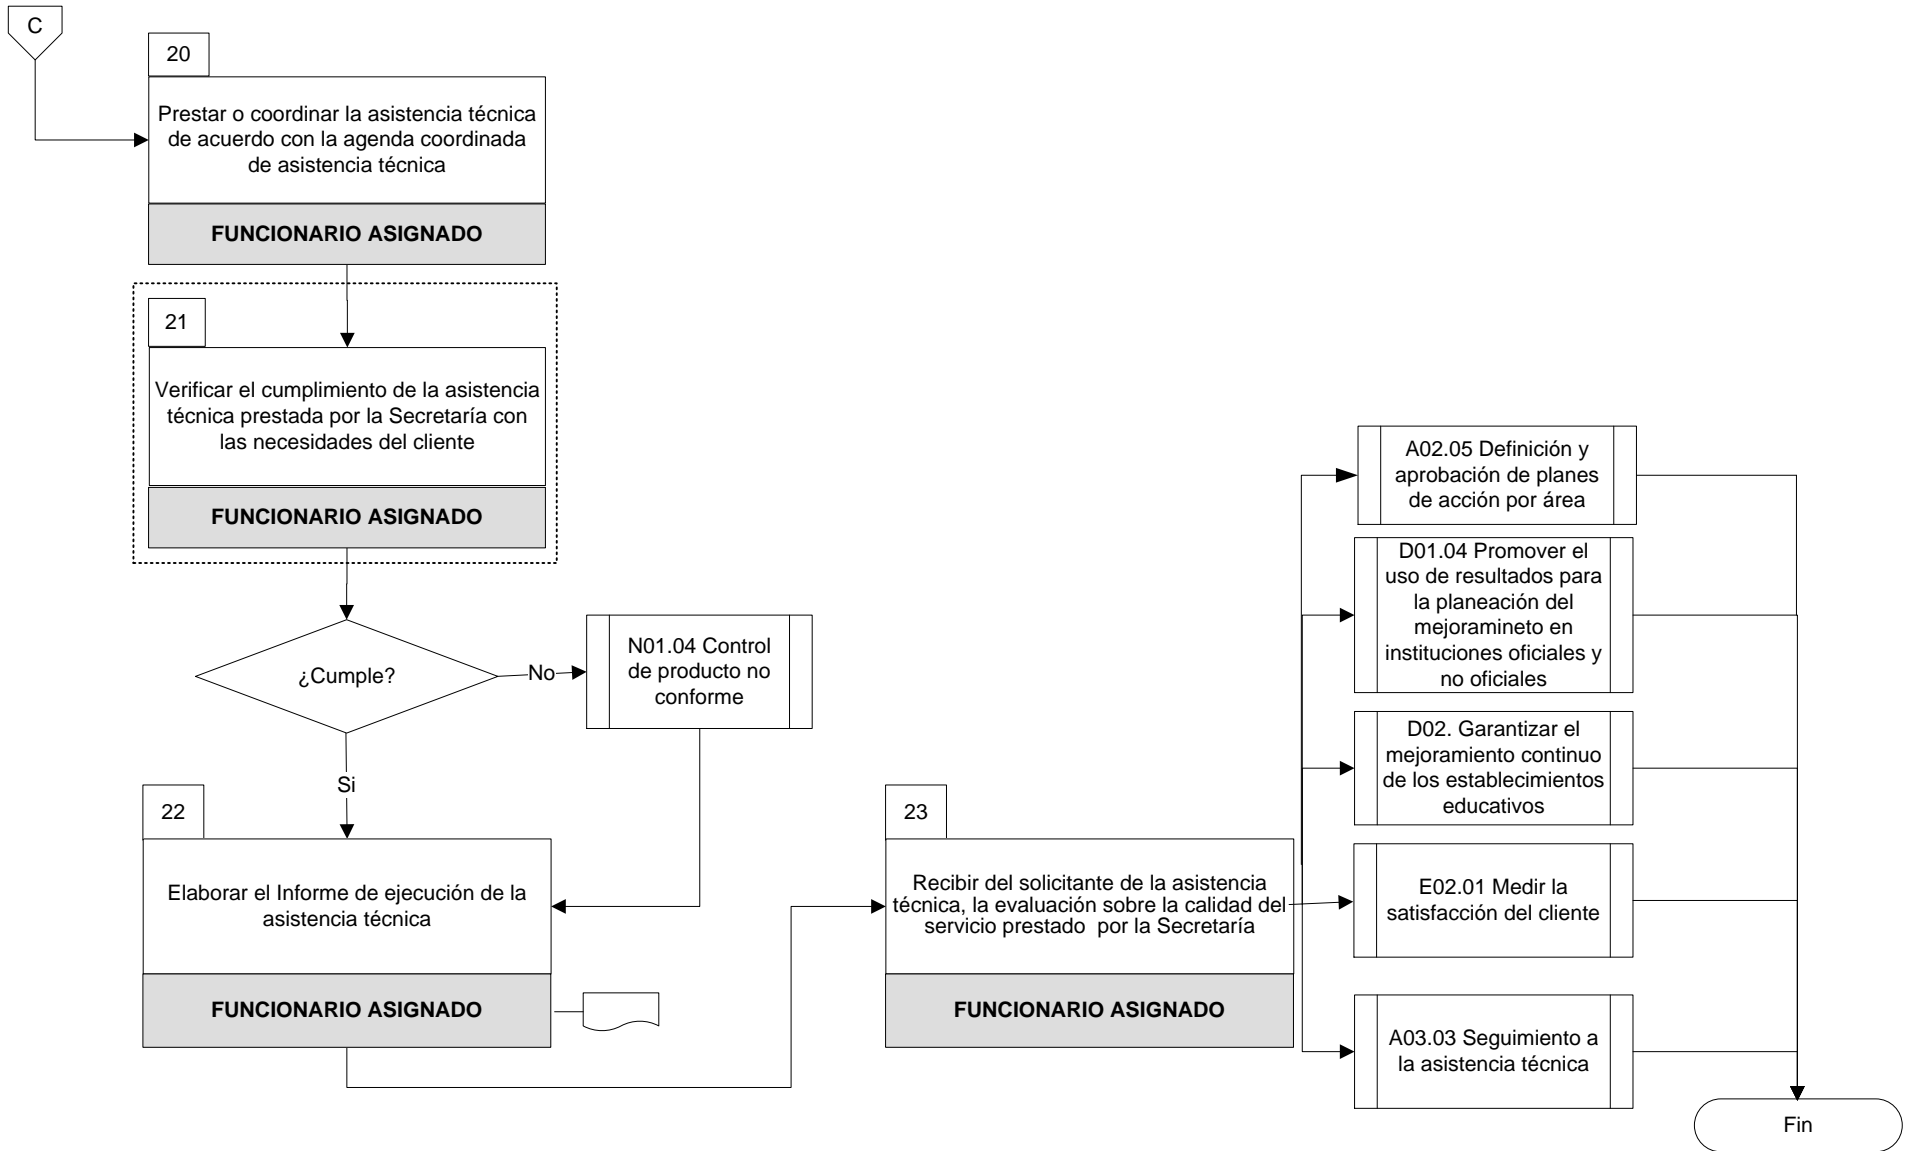 C
20
Prestar o coordinar la asistencia técnica
de acuerdo con la agenda coordinada
de asistencia técnica
FUNCIONARIO ASIGNADO
21
Verificar el cumplimiento de la asistencia
técnica prestada por la Secretaría con
las necesidades del cliente
FUNCIONARIO ASIGNADO
¿Cumple?
No
N01.04 Control
de producto no
conforme
Si
22
Elaborar el Informe de ejecución de la
asistencia técnica
FUNCIONARIO ASIGNADO
23
Recibir del solicitante de la asistencia
técnica, la evaluación sobre la calidad del
servicio prestado  por la Secretaría
FUNCIONARIO ASIGNADO
A02.05 Definición y
aprobación de planes
de acción por área
D01.04 Promover el
uso de resultados para
la planeación del
mejoramineto en
instituciones oficiales y
no oficiales
D02. Garantizar el
mejoramiento continuo
de los establecimientos
educativos
E02.01 Medir la
satisfacción del cliente
A03.03 Seguimiento a
la asistencia técnica
Fin